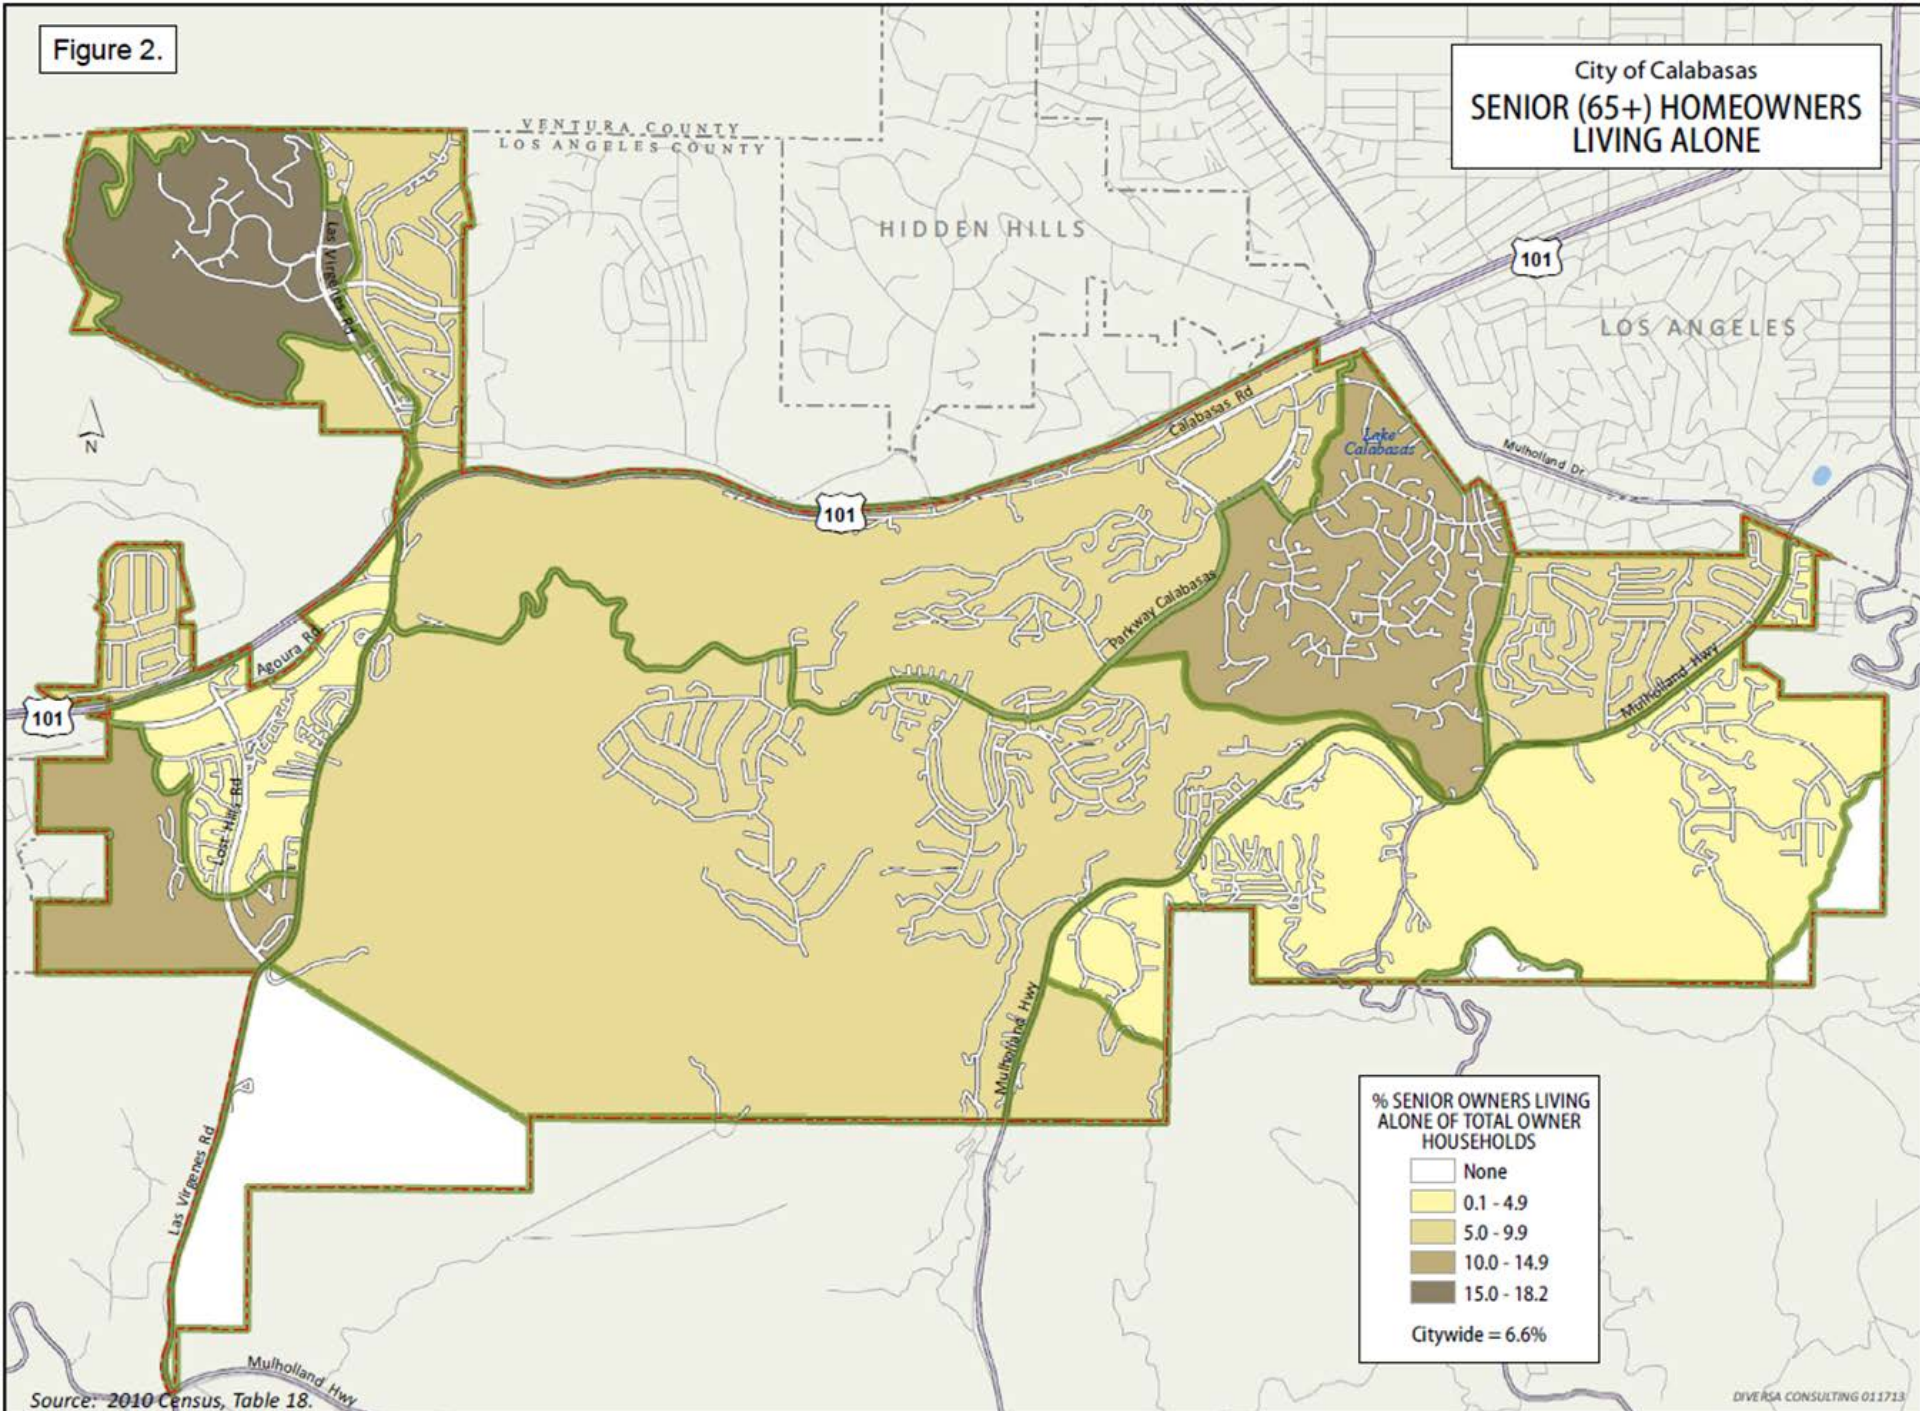 Figure 2.
City of Calabasas
SENIOR (65+) HOMEOWNERS
LIVING ALONE
VENTURA COUNTY
LOS ANGELES COUNTY
HIDDEN HILLS
101
LOS ANGELES
Las Virgenes Rd
N
Calabasas Rd
Lake
Calabasas
Mulholland Dr
101
Parkway Calabasas
Agoura Rd
Mulholland Hwy
101
Lost Hills Rd
Mulholland Hwy
% SENIOR OWNERS LIVING
ALONE OF TOTAL OWNER
HOUSEHOLDS
None
0.1 - 4.9
5.0 - 9.9
10.0 - 14.9
15.0 - 18.2
Citywide = 6.6%
Las Virgenes Rd
Mulholland Hwy
Source: 2010 Census, Table 18.
DIVERSA CONSULTING 011713